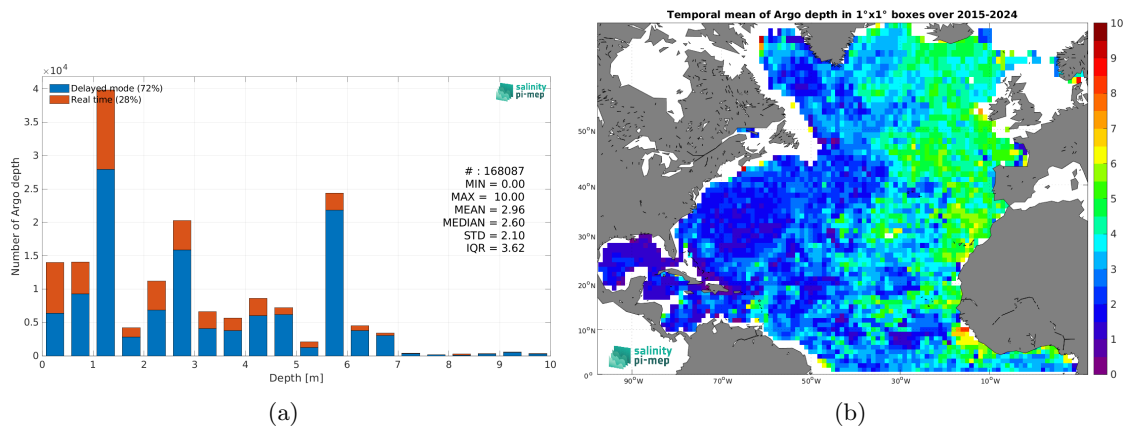 ×10⁴
Delayed mode (72%)
Real time (28%)
salinity
pi-mep
4
3.5
3
2.5
2
1.5
1
0.5
0
Number of Argo depth
# : 168087
MIN = 0.00
MAX = 10.00
MEAN = 2.96
MEDIAN = 2.60
STD = 2.10
IQR = 3.62
0 1 2 3 4 5 6 7 8 9 10
Depth [m]
(a)
Temporal mean of Argo depth in 1°x1° boxes over 2015-2024
50°N
40°N
30°N
20°N
10°N
0°
90°W 70°W 50°W 30°W 10°W
salinity
pi-mep
10
9
8
7
6
5
4
3
2
1
0
(b)